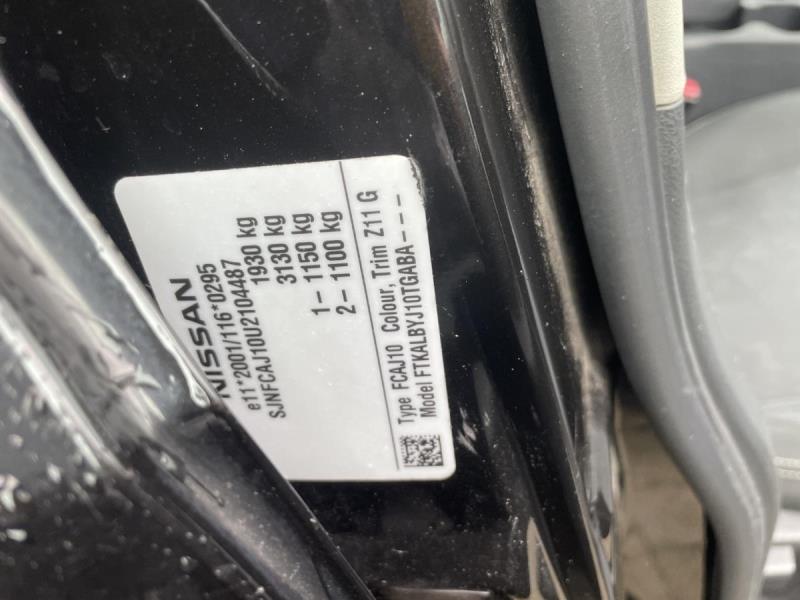 NISSAN
e11*2001/116*0295
SJNFCAJ10U2104487
1930 kg
3130 kg
1- 1150 kg
2- 1100 kg
Type FCAJ10 Colour, Trim Z11 G
Model FTKALBYJ10TGABA---